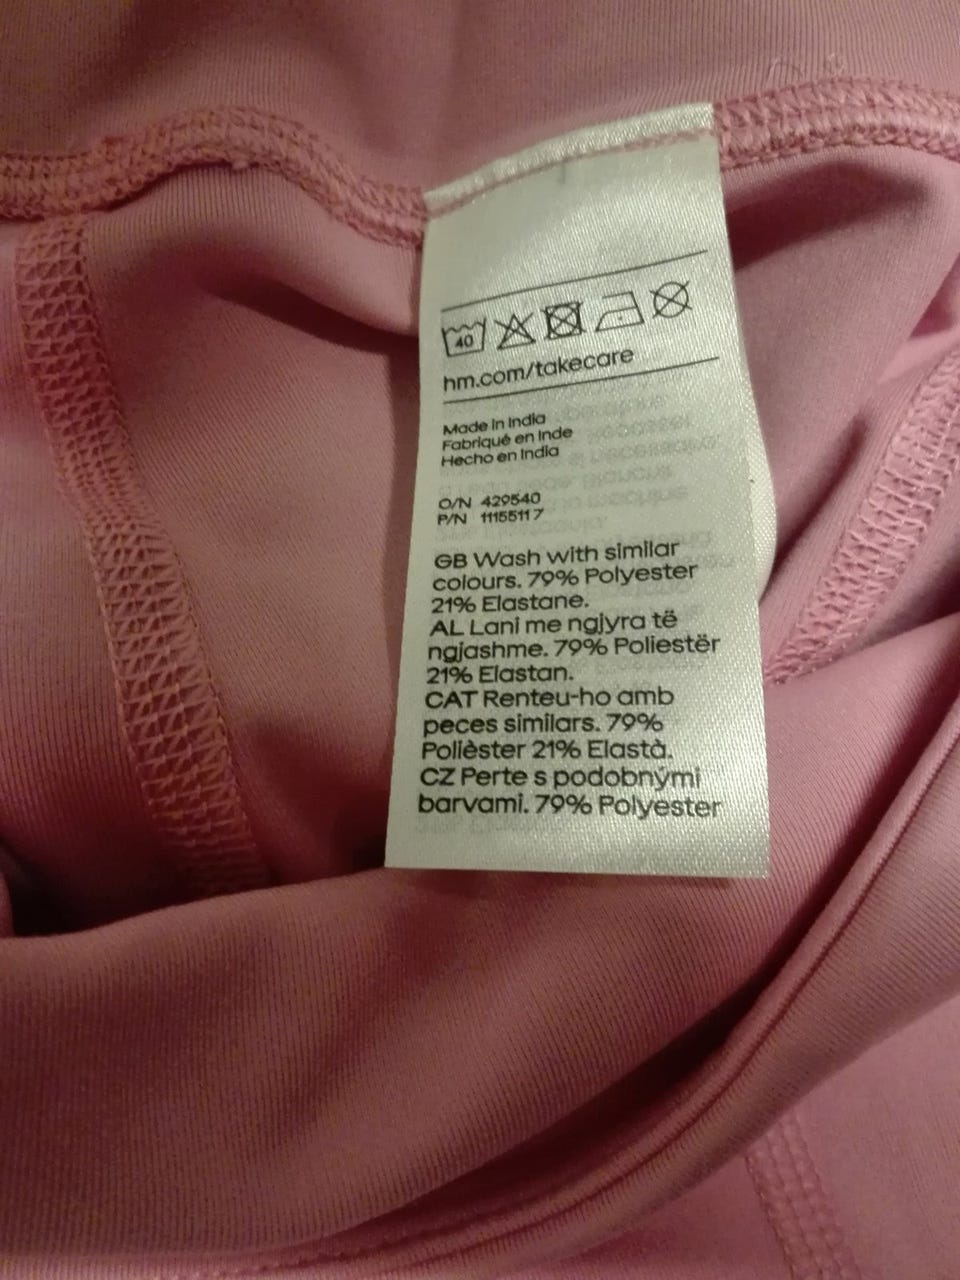 40
hm.com/takecare
Made in India
Fabriqué en Inde
Hecho en India
O/N 429540
P/N 1115511 7
GB Wash with similar
colours. 79% Polyester
21% Elastane.
AL Lani me ngjyra të
ngjashme. 79% Poliestër
21% Elastan.
CAT Renteu-ho amb
peces similars. 79%
Polièster 21% Elastà.
CZ Perte s podobnými
barvami. 79% Polyester